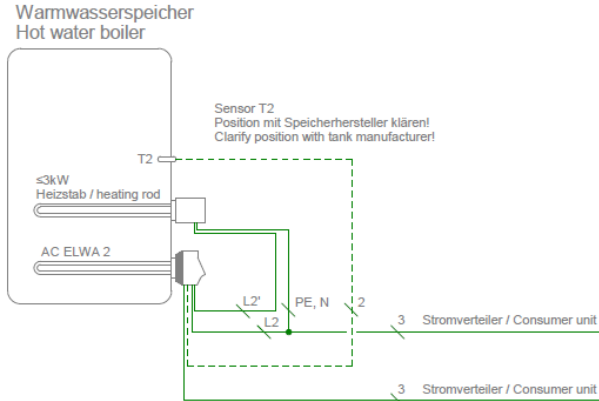 Warmwasserspeicher
Hot water boiler
Sensor T2
Position mit Speicherhersteller klären!
Clarify position with tank manufacturer!
T2
≤3kW
Heizstab / heating rod
AC ELWA 2
L2'
PE, N
2
L2
3 Stromverteiler / Consumer unit
3 Stromverteiler / Consumer unit